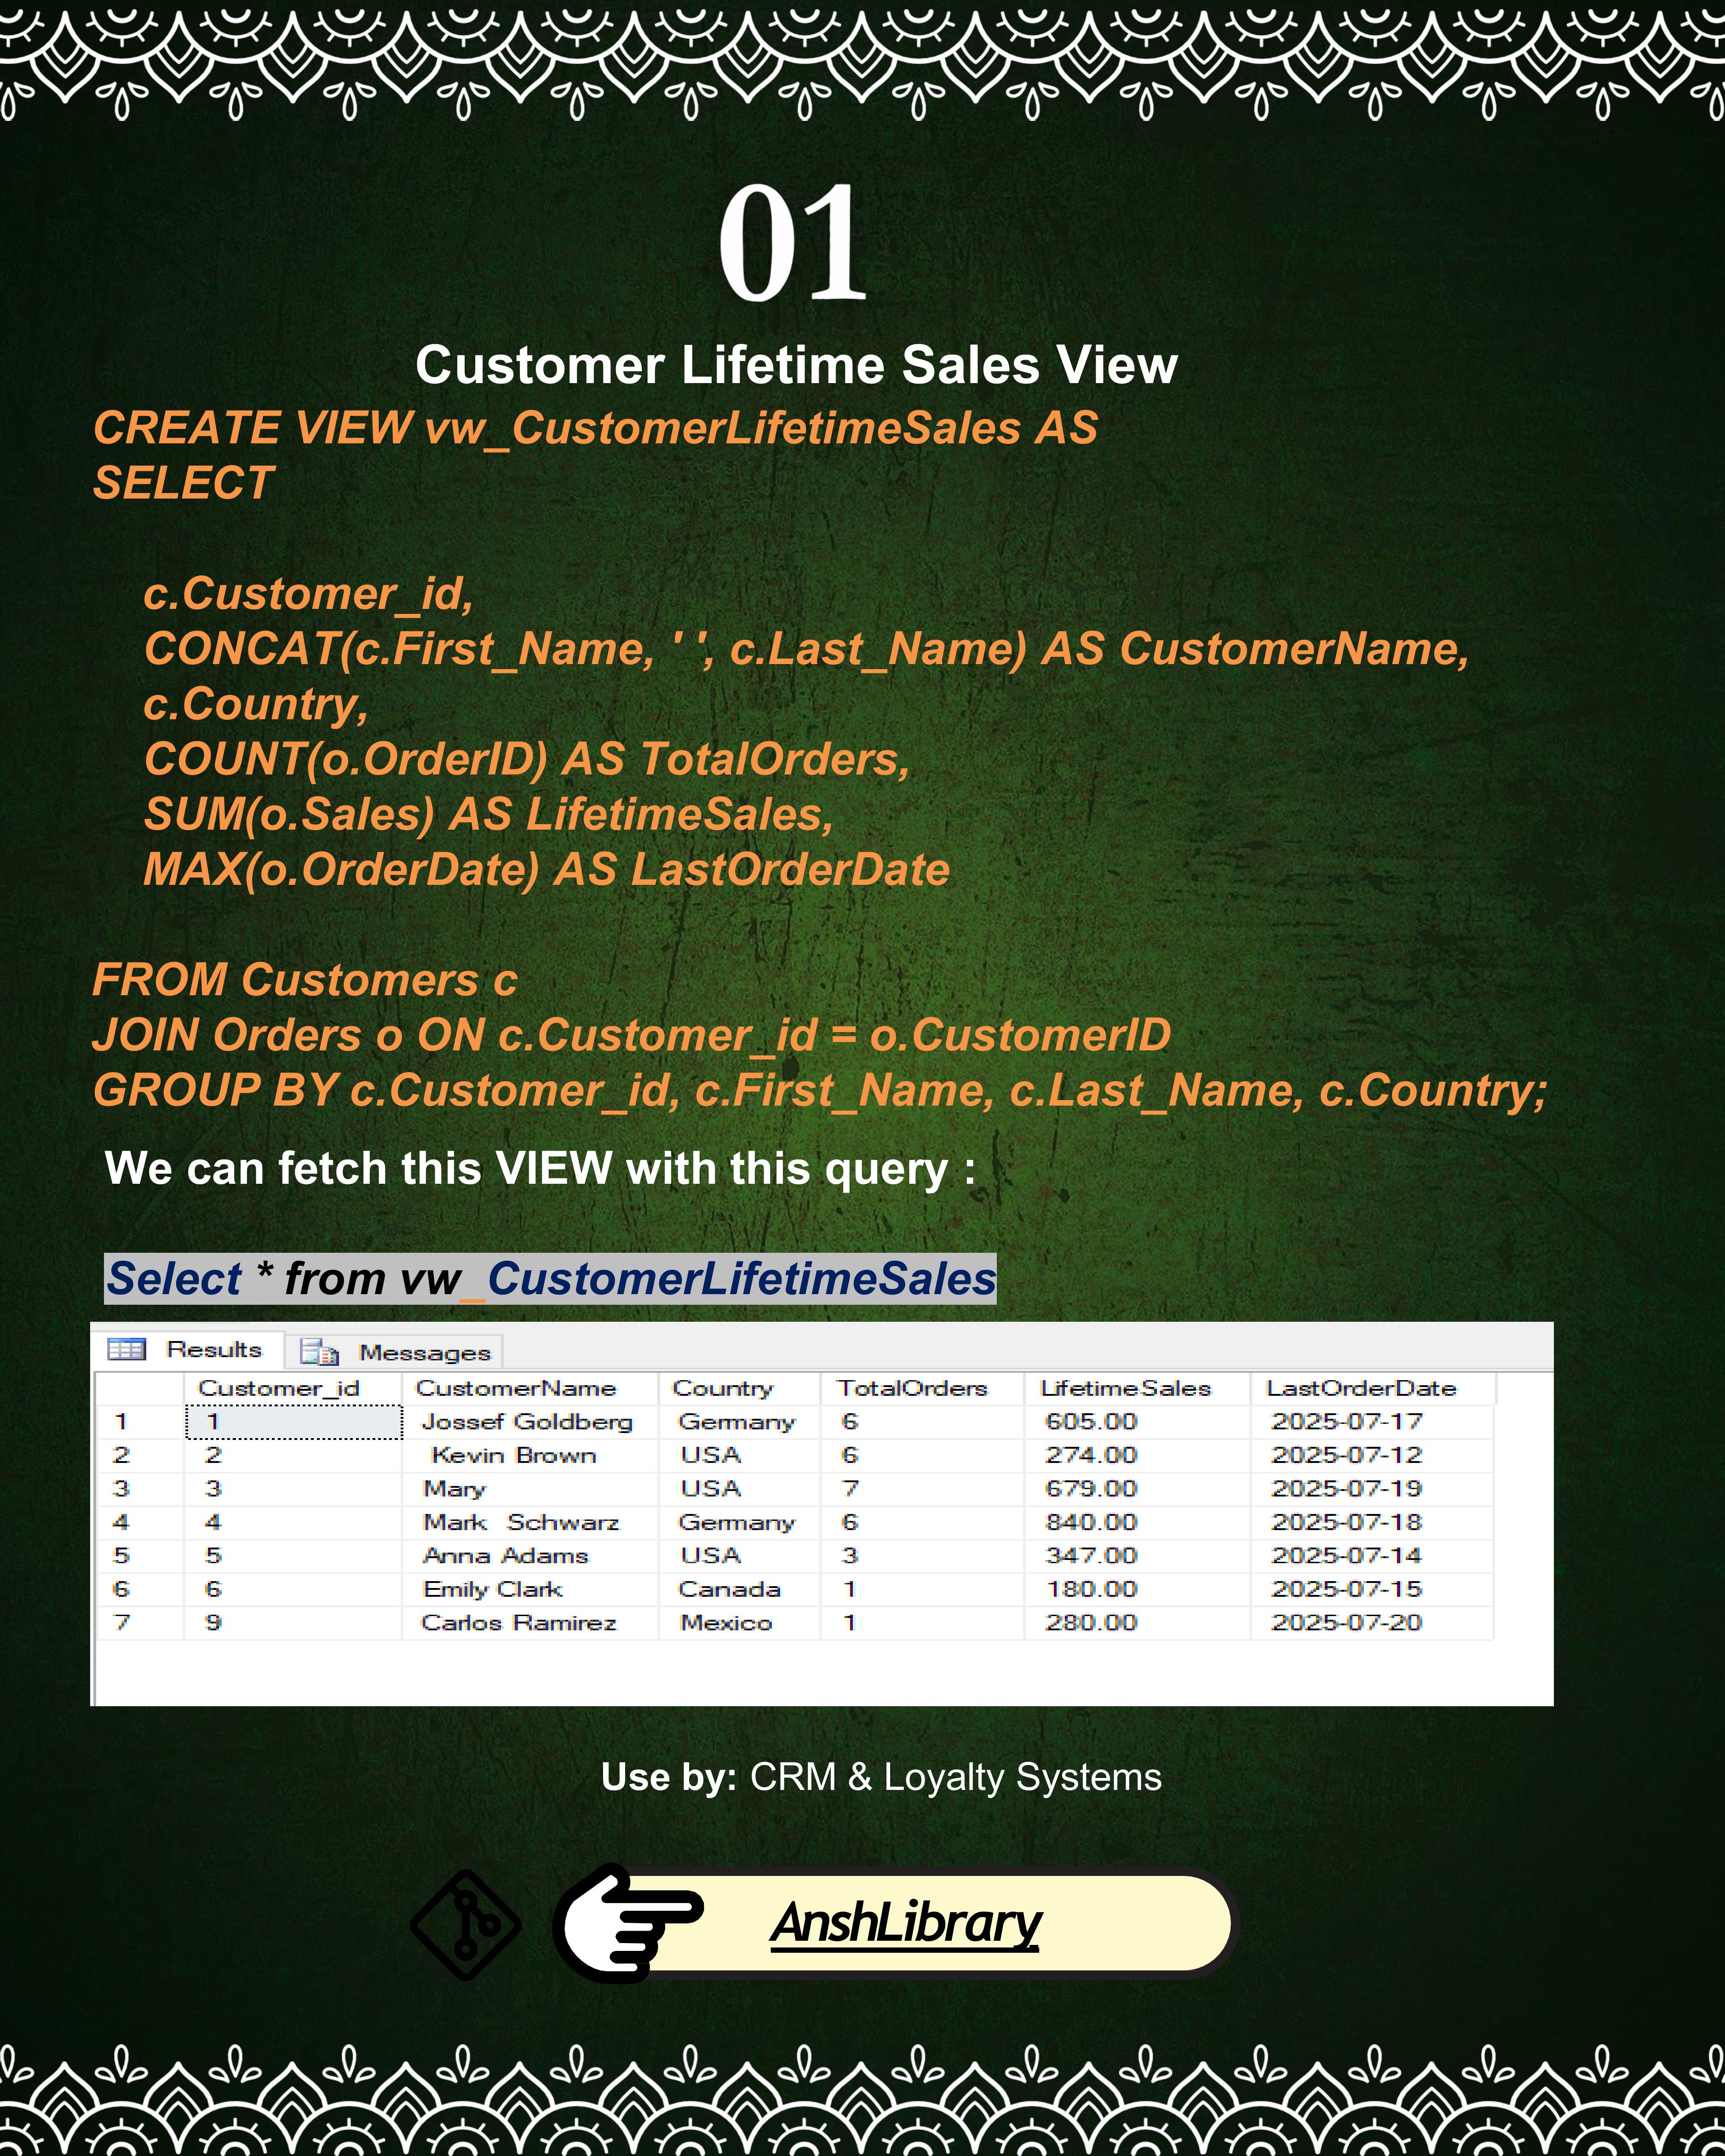 01
Customer Lifetime Sales View
CREATE VIEW vw_CustomerLifetimeSales AS
SELECT
c.Customer_id,
CONCAT(c.First_Name, ' ', c.Last_Name) AS CustomerName,
c.Country,
COUNT(o.OrderID) AS TotalOrders,
SUM(o.Sales) AS LifetimeSales,
MAX(o.OrderDate) AS LastOrderDate
FROM Customers c
JOIN Orders o ON c.Customer_id = o.CustomerID
GROUP BY c.Customer_id, c.First_Name, c.Last_Name, c.Country;
We can fetch this VIEW with this query :
Select * from vw_CustomerLifetimeSales
Results Messages
Customer_id CustomerName Country TotalOrders LifetimeSales LastOrderDate
1 1 Jossef Goldberg Germany 6 605.00 2025-07-17
2 2 Kevin Brown USA 6 274.00 2025-07-12
3 3 Mary USA 7 679.00 2025-07-19
4 4 Mark Schwarz Germany 6 840.00 2025-07-18
5 5 Anna Adams USA 3 347.00 2025-07-14
6 6 Emily Clark Canada 1 180.00 2025-07-15
7 9 Carlos Ramirez Mexico 1 280.00 2025-07-20
Use by: CRM & Loyalty Systems
AnshLibrary